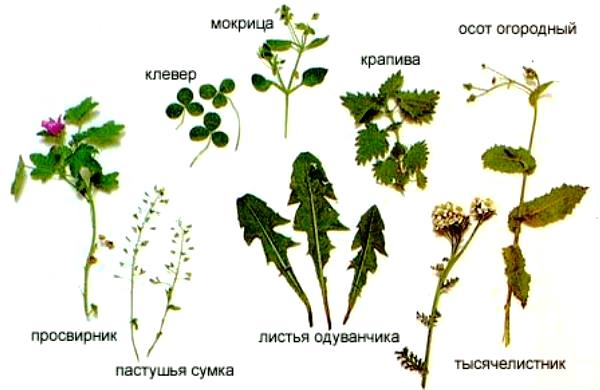 мокрица
осот огородный
клевер
крапива
просвирник
листья одуванчика
пастушья сумка
тысячелистник